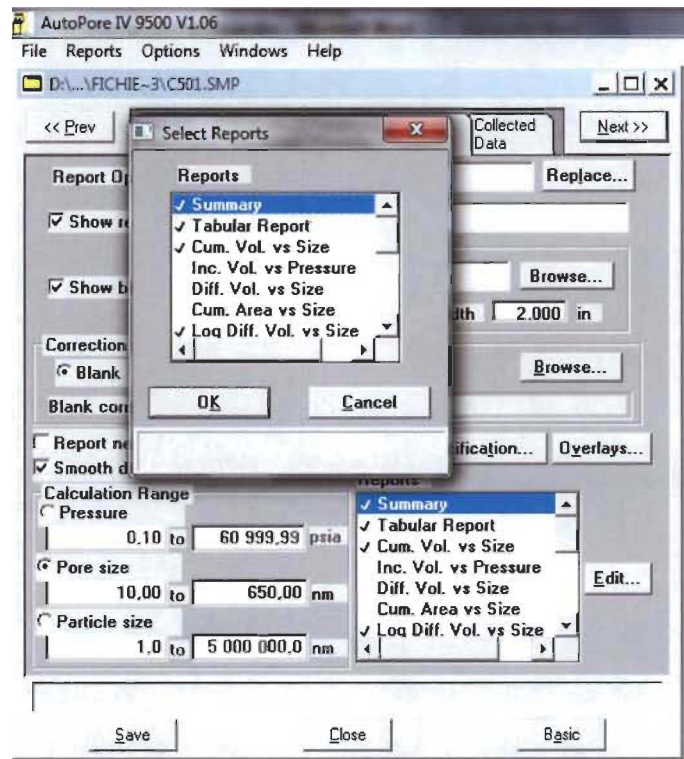 AutoPore IV 9500 V1.06
File Reports Options Windows Help
D:\...\FICHIE~3\C501.SMP
<< Prev
Collected
Data
Next >>
Select Reports
Reports
Summary
Tabular Report
Cum. Vol. vs Size
Inc. Vol. vs Pressure
Diff. Vol. vs Size
Cum. Area vs Size
Log Diff. Vol. vs Size
OK Cancel
Report Op
Replace...
Show re
Show b
Browse...
dth 2.000 in
Correction
Blank
Browse...
Blank corr
Report ne
ification... Overlays...
Smooth d
Calculation Range
Pressure
0,10 to 60 999,99 psia
Pore size
10,00 to 650,00 nm
Particle size
1,0 to 5 000 000,0 nm
Reports
Summary
Tabular Report
Cum. Vol. vs Size
Inc. Vol. vs Pressure
Diff. Vol. vs Size
Cum. Area vs Size
Log Diff. Vol. vs Size
Edit...
Save Close Basic